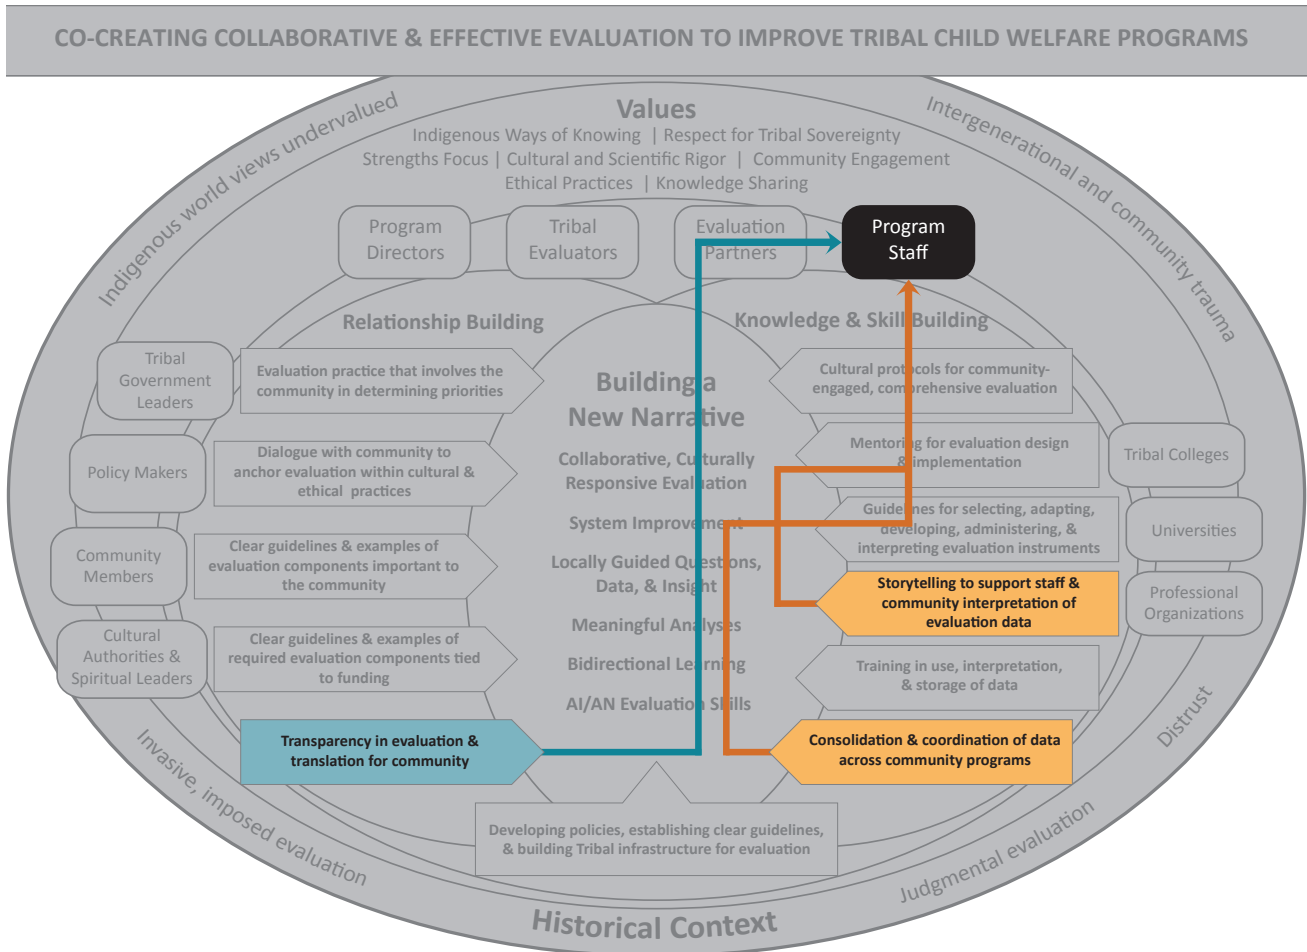 CO-CREATING COLLABORATIVE & EFFECTIVE EVALUATION TO IMPROVE TRIBAL CHILD WELFARE PROGRAMS
Indigenous world views undervalued
Intergenerational and community trauma
Values
Indigenous Ways of Knowing | Respect for Tribal Sovereignty
Strengths Focus | Cultural and Scientific Rigor | Community Engagement
Ethical Practices | Knowledge Sharing
Program
Directors
Tribal
Evaluators
Evaluation
Partners
Program
Staff
Relationship Building
Knowledge & Skill Building
Tribal
Government
Leaders
Policy Makers
Community
Members
Cultural
Authorities &
Spiritual Leaders
Evaluation practice that involves the
community in determining priorities
Dialogue with community to
anchor evaluation within cultural &
ethical practices
Clear guidelines & examples of
evaluation components important to
the community
Clear guidelines & examples of
required evaluation components tied
to funding
Transparency in evaluation &
translation for community
Building a
New Narrative
Collaborative, Culturally
Responsive Evaluation
System Improvement
Locally Guided Questions,
Data, & Insight
Meaningful Analyses
Bidirectional Learning
AI/AN Evaluation Skills
Cultural protocols for community-
engaged, comprehensive evaluation
Mentoring for evaluation design
& implementation
Guidelines for selecting, adapting,
developing, administering, &
interpreting evaluation instruments
Storytelling to support staff &
community interpretation of
evaluation data
Training in use, interpretation,
& storage of data
Consolidation & coordination of data
across community programs
Tribal Colleges
Universities
Professional
Organizations
Developing policies, establishing clear guidelines,
& building Tribal infrastructure for evaluation
Invasive, imposed evaluation
Distrust
Judgmental evaluation
Historical Context